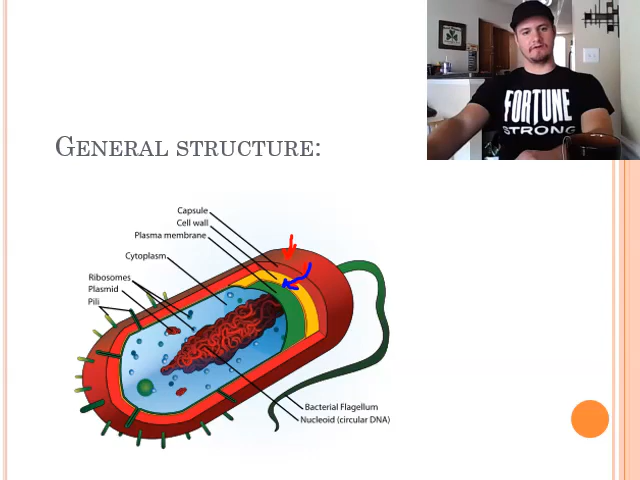 FORTUNE
STRONG
GENERAL STRUCTURE:
Capsule
Cell wall
Plasma membrane
Cytoplasm
Ribosomes
Plasmid
Pili
Bacterial Flagellum
Nucleoid (circular DNA)